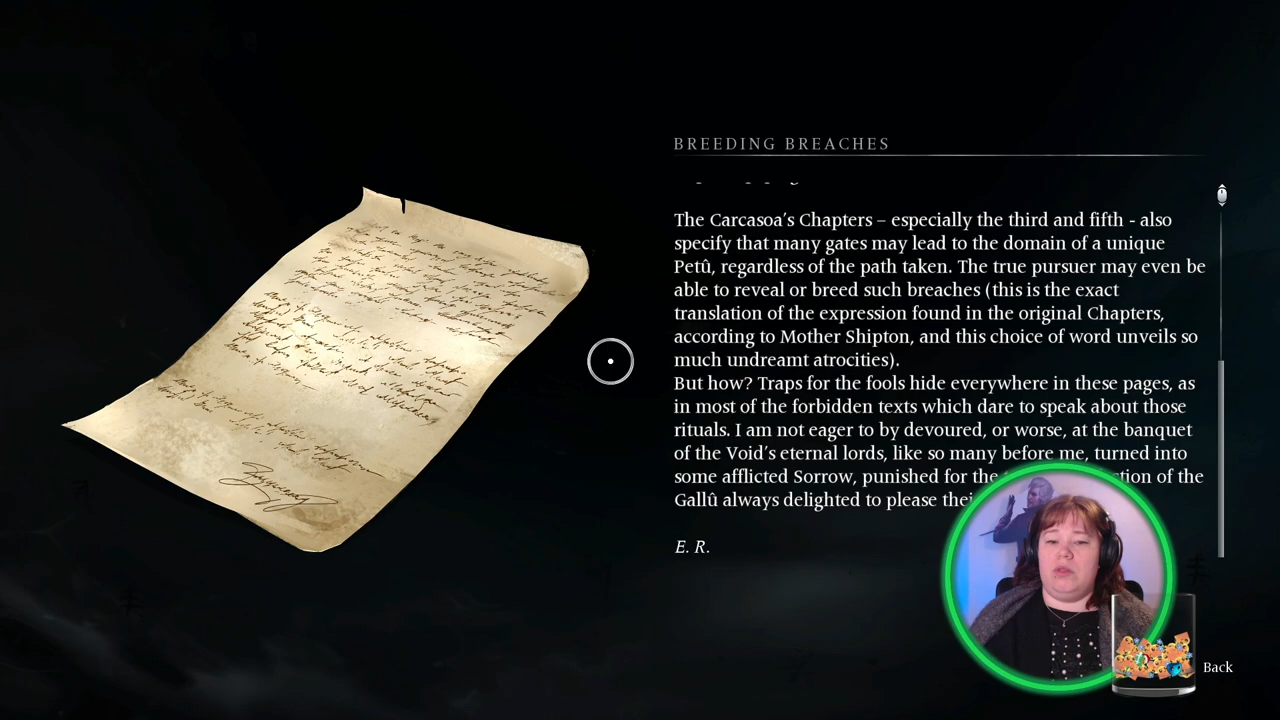 BREEDING BREACHES
The Carcasoa's Chapters – especially the third and fifth - also
specify that many gates may lead to the domain of a unique
Petû, regardless of the path taken. The true pursuer may even be
able to reveal or breed such breaches (this is the exact
translation of the expression found in the original Chapters,
according to Mother Shipton, and this choice of word unveils so
much undreamt atrocities).
But how? Traps for the fools hide everywhere in these pages, as
in most of the forbidden texts which dare to speak about those
rituals. I am not eager to by devoured, or worse, at the banquet
of the Void's eternal lords, like so many before me, turned into
some afflicted Sorrow, punished for the of the
Gallû always delighted to please
E. R.
Back